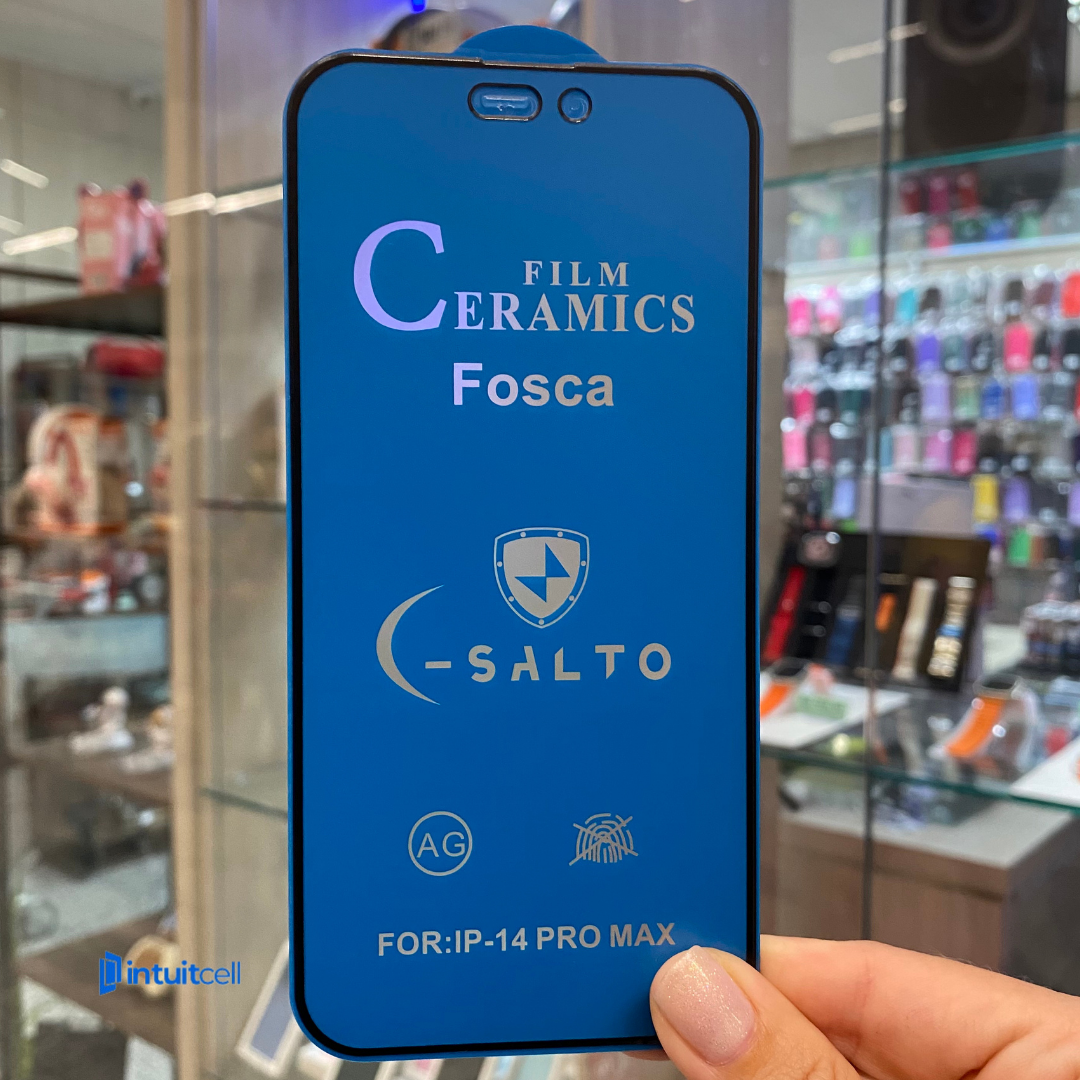 FILM
CERAMICS
Fosca
C-SALTO
AG
FOR:IP-14 PRO MAX
intuitcell